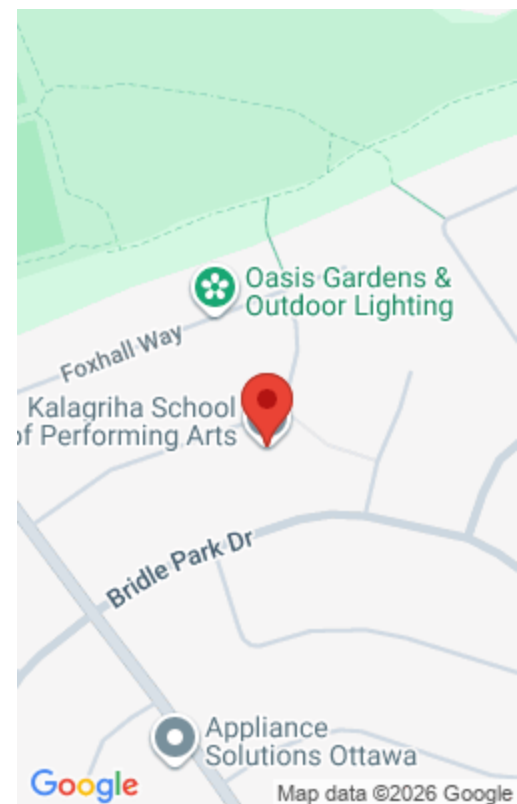 Oasis Gardens &
Outdoor Lighting
Foxhall Way
Kalagriha School
of Performing Arts
Bridle Park Dr
Appliance
Solutions Ottawa
Google
Map data ©2026 Google